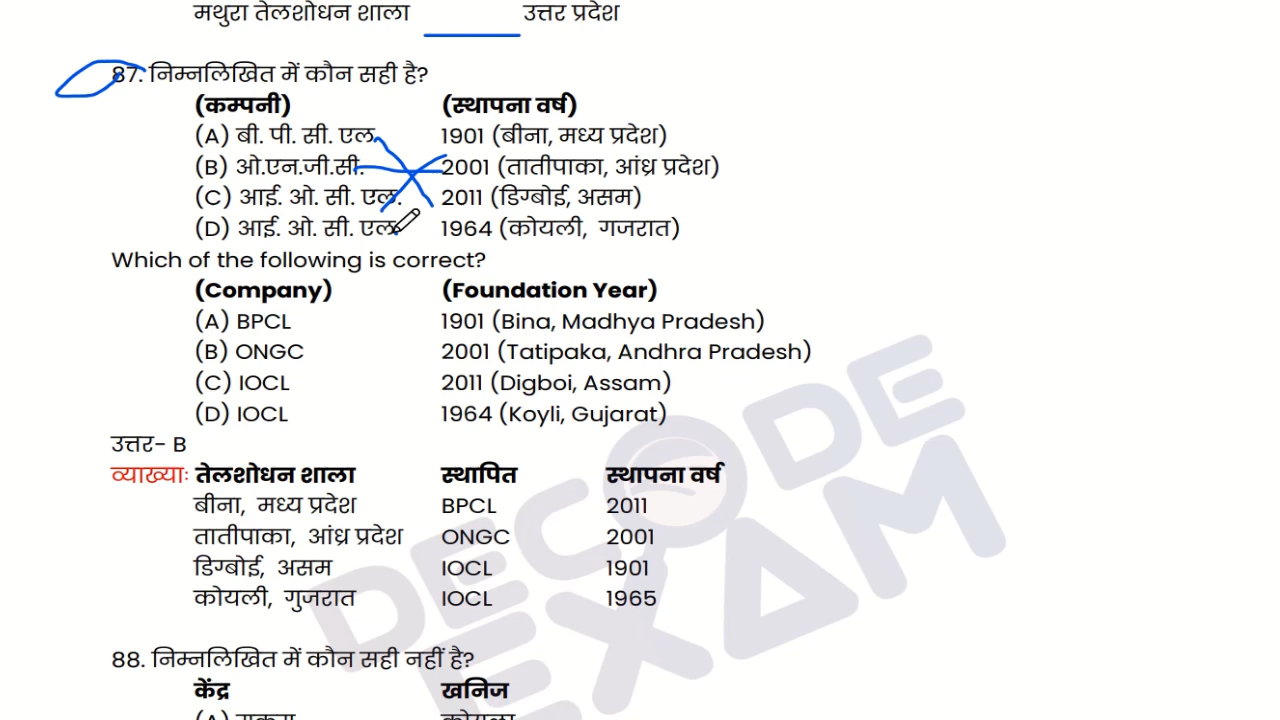 मथुरा तेलशोधन शाला उत्तर प्रदेश
87. निम्नलिखित में कौन सही है?
(कम्पनी) (स्थापना वर्ष)
(A) बी. पी. सी. एल. 1901 (बीना, मध्य प्रदेश)
(B) ओ.एन.जी.सी. 2001 (तातीपाका, आंध्र प्रदेश)
(C) आई. ओ. सी. एल. 2011 (डिग्बोई, असम)
(D) आई. ओ. सी. एल. 1964 (कोयली, गजरात)
Which of the following is correct?
(Company) (Foundation Year)
(A) BPCL 1901 (Bina, Madhya Pradesh)
(B) ONGC 2001 (Tatipaka, Andhra Pradesh)
(C) IOCL 2011 (Digboi, Assam)
(D) IOCL 1964 (Koyli, Gujarat)
उत्तर- B
व्याख्याः तेलशोधन शाला स्थापित स्थापना वर्ष
बीना, मध्य प्रदेश BPCL 2011
तातीपाका, आंध्र प्रदेश ONGC 2001
डिग्बोई, असम IOCL 1901
कोयली, गुजरात IOCL 1965
88. निम्नलिखित में कौन सही नहीं है?
केंद्र खनिज
DECODE
EXAM